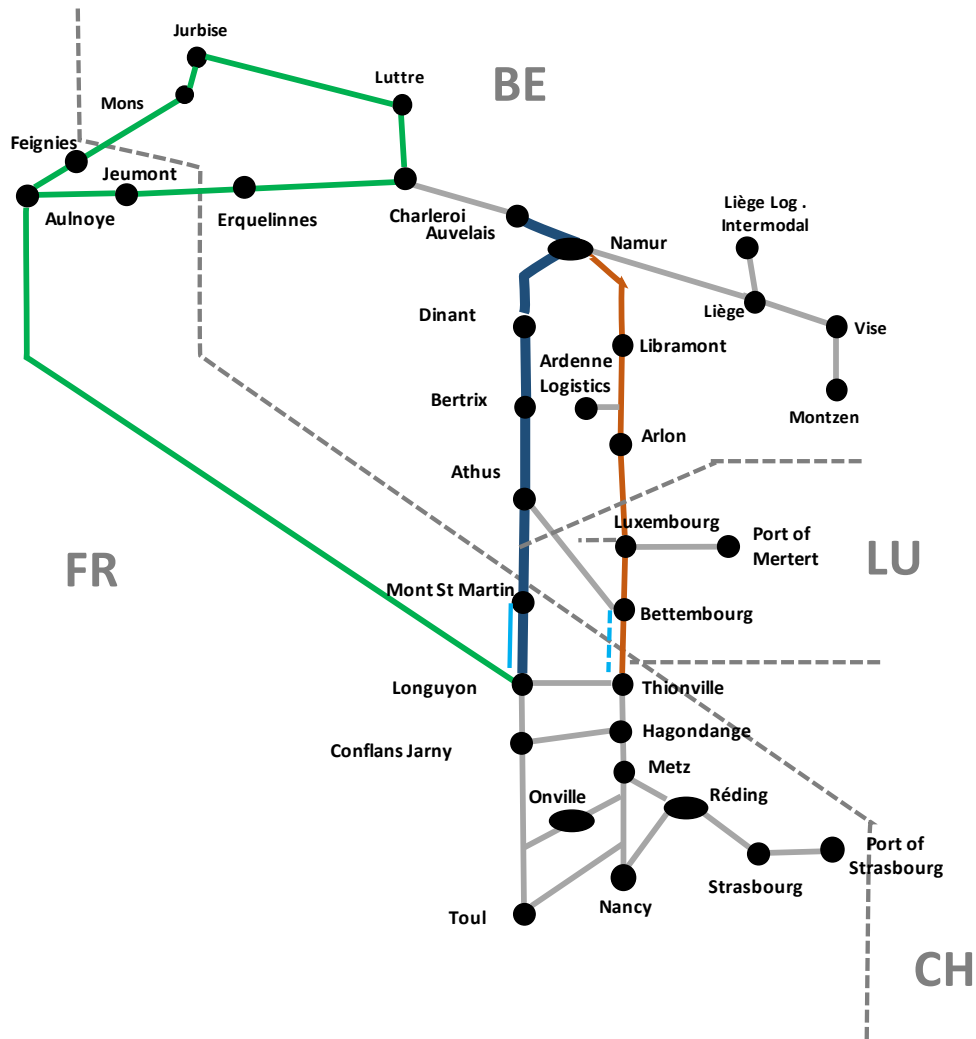 Jurbise
BE
Luttre
Mons
Feignies
Jeumont
Aulnoye
Erquelinnes
Charleroi
Auvelais
Namur
Liège Log .
Intermodal
Liège
Vise
Montzen
Dinant
Libramont
Ardenne
Logistics
Bertrix
Arlon
Athus
Luxembourg
Port of
Mertert
LU
FR
Mont St Martin
Bettembourg
Longuyon
Thionville
Hagondange
Conflans Jarny
Metz
Onville
Réding
Port of
Strasbourg
Strasbourg
Nancy
Toul
CH